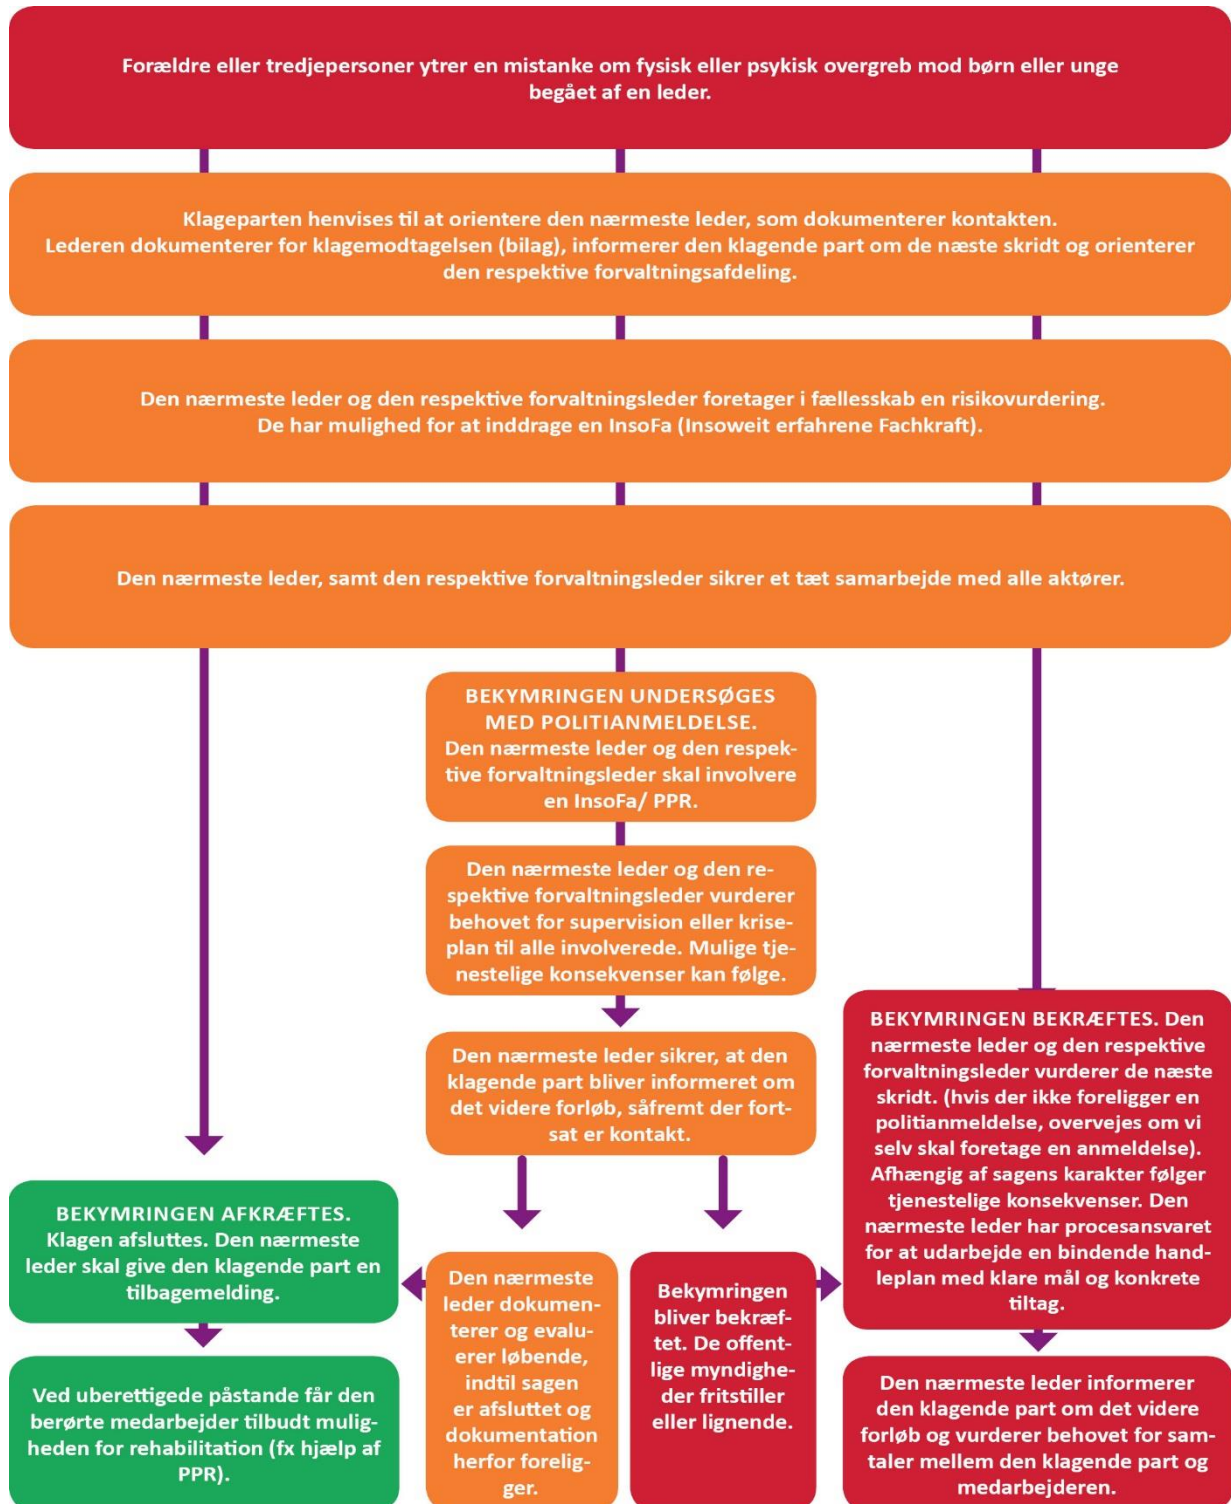 Forældre eller tredjepersoner ytrer en mistanke om fysisk eller psykisk overgreb mod børn eller unge
begået af en leder.
Klageparten henvises til at orientere den nærmeste leder, som dokumenterer kontakten.
Lederen dokumenterer for klagemodtagelsen (bilag), informerer den klagende part om de næste skridt og orienterer
den respektive forvaltningsafdeling.
Den nærmeste leder og den respektive forvaltningsleder foretager i fællesskab en risikovurdering.
De har mulighed for at inddrage en InsoFa (Insoweit erfahrene Fachkraft).
Den nærmeste leder, samt den respektive forvaltningsleder sikrer et tæt samarbejde med alle aktører.
BEKYMRINGEN UNDERSØGES
MED POLITIANMELDELSE.
Den nærmeste leder og den respek-
tive forvaltningsleder skal involvere
en InsoFa/ PPR.
Den nærmeste leder og den re-
spektive forvaltningsleder vurderer
behovet for supervision eller krise-
plan til alle involverede. Mulige tje-
nestelige konsekvenser kan følge.
Den nærmeste leder sikrer, at den
klagende part bliver informeret om
det videre forløb, såfremt der fort-
sat er kontakt.
BEKYMRINGEN AFKRÆFTES.
Klagen afsluttes. Den nærmeste
leder skal give den klagende part en
tilbagemelding.
Ved uberettigede påstande får den
berørte medarbejder tilbudt mulig-
heden for rehabilitation (fx hjælp af
PPR).
Den nærmeste
leder dokumen-
terer og evalu-
erer løbende,
indtil sagen
er afsluttet og
dokumentation
herfor forelig-
ger.
Bekymringen
bliver bekræf-
tet. De offent-
lige myndighe-
der fritstiller
eller lignende.
BEKYMRINGEN BEKRÆFTES. Den
nærmeste leder og den respektive
forvaltningsleder vurderer de næste
skridt. (hvis der ikke foreligger en
politianmeldelse, overvejes om vi
selv skal foretage en anmeldelse).
Afhængig af sagens karakter følger
tjenestelige konsekvenser. Den
nærmeste leder har procesansvaret
for at udarbejde en bindende hand-
leplan med klare mål og konkrete
tiltag.
Den nærmeste leder informerer
den klagende part om det videre
forløb og vurderer behovet for sam-
taler mellem den klagende part og
medarbejderen.